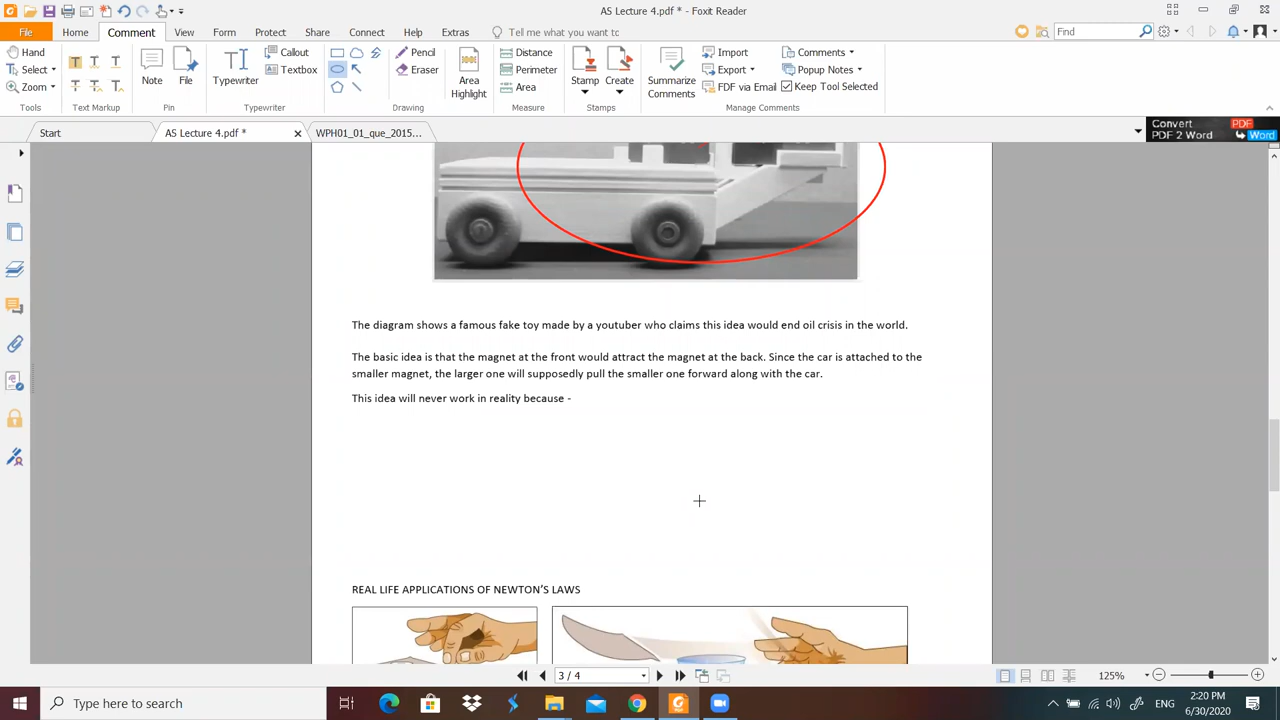 AS Lecture 4.pdf * - Foxit Reader
File
Home
Comment
View
Form
Protect
Share
Connect
Help
Extras
Tell me what you want to do
Find
Hand
Select
Zoom
Tools
Text Markup
Note
File
Pin
Typewriter
Callout
Textbox
Typewriter
Pencil
Eraser
Drawing
Area
Highlight
Distance
Perimeter
Area
Measure
Stamp
Create
Stamps
Summarize
Comments
Import
Export
FDF via Email
Comments
Popup Notes
Keep Tool Selected
Manage Comments
Start
AS Lecture 4.pdf *
WPH01_01_que_2015...
Convert PDF
PDF 2 Word Word
The diagram shows a famous fake toy made by a youtuber who claims this idea would end oil crisis in the world.
The basic idea is that the magnet at the front would attract the magnet at the back. Since the car is attached to the
smaller magnet, the larger one will supposedly pull the smaller one forward along with the car.
This idea will never work in reality because -
REAL LIFE APPLICATIONS OF NEWTON'S LAWS
3 / 4
125%
Type here to search
ENG
2:20 PM
6/30/2020